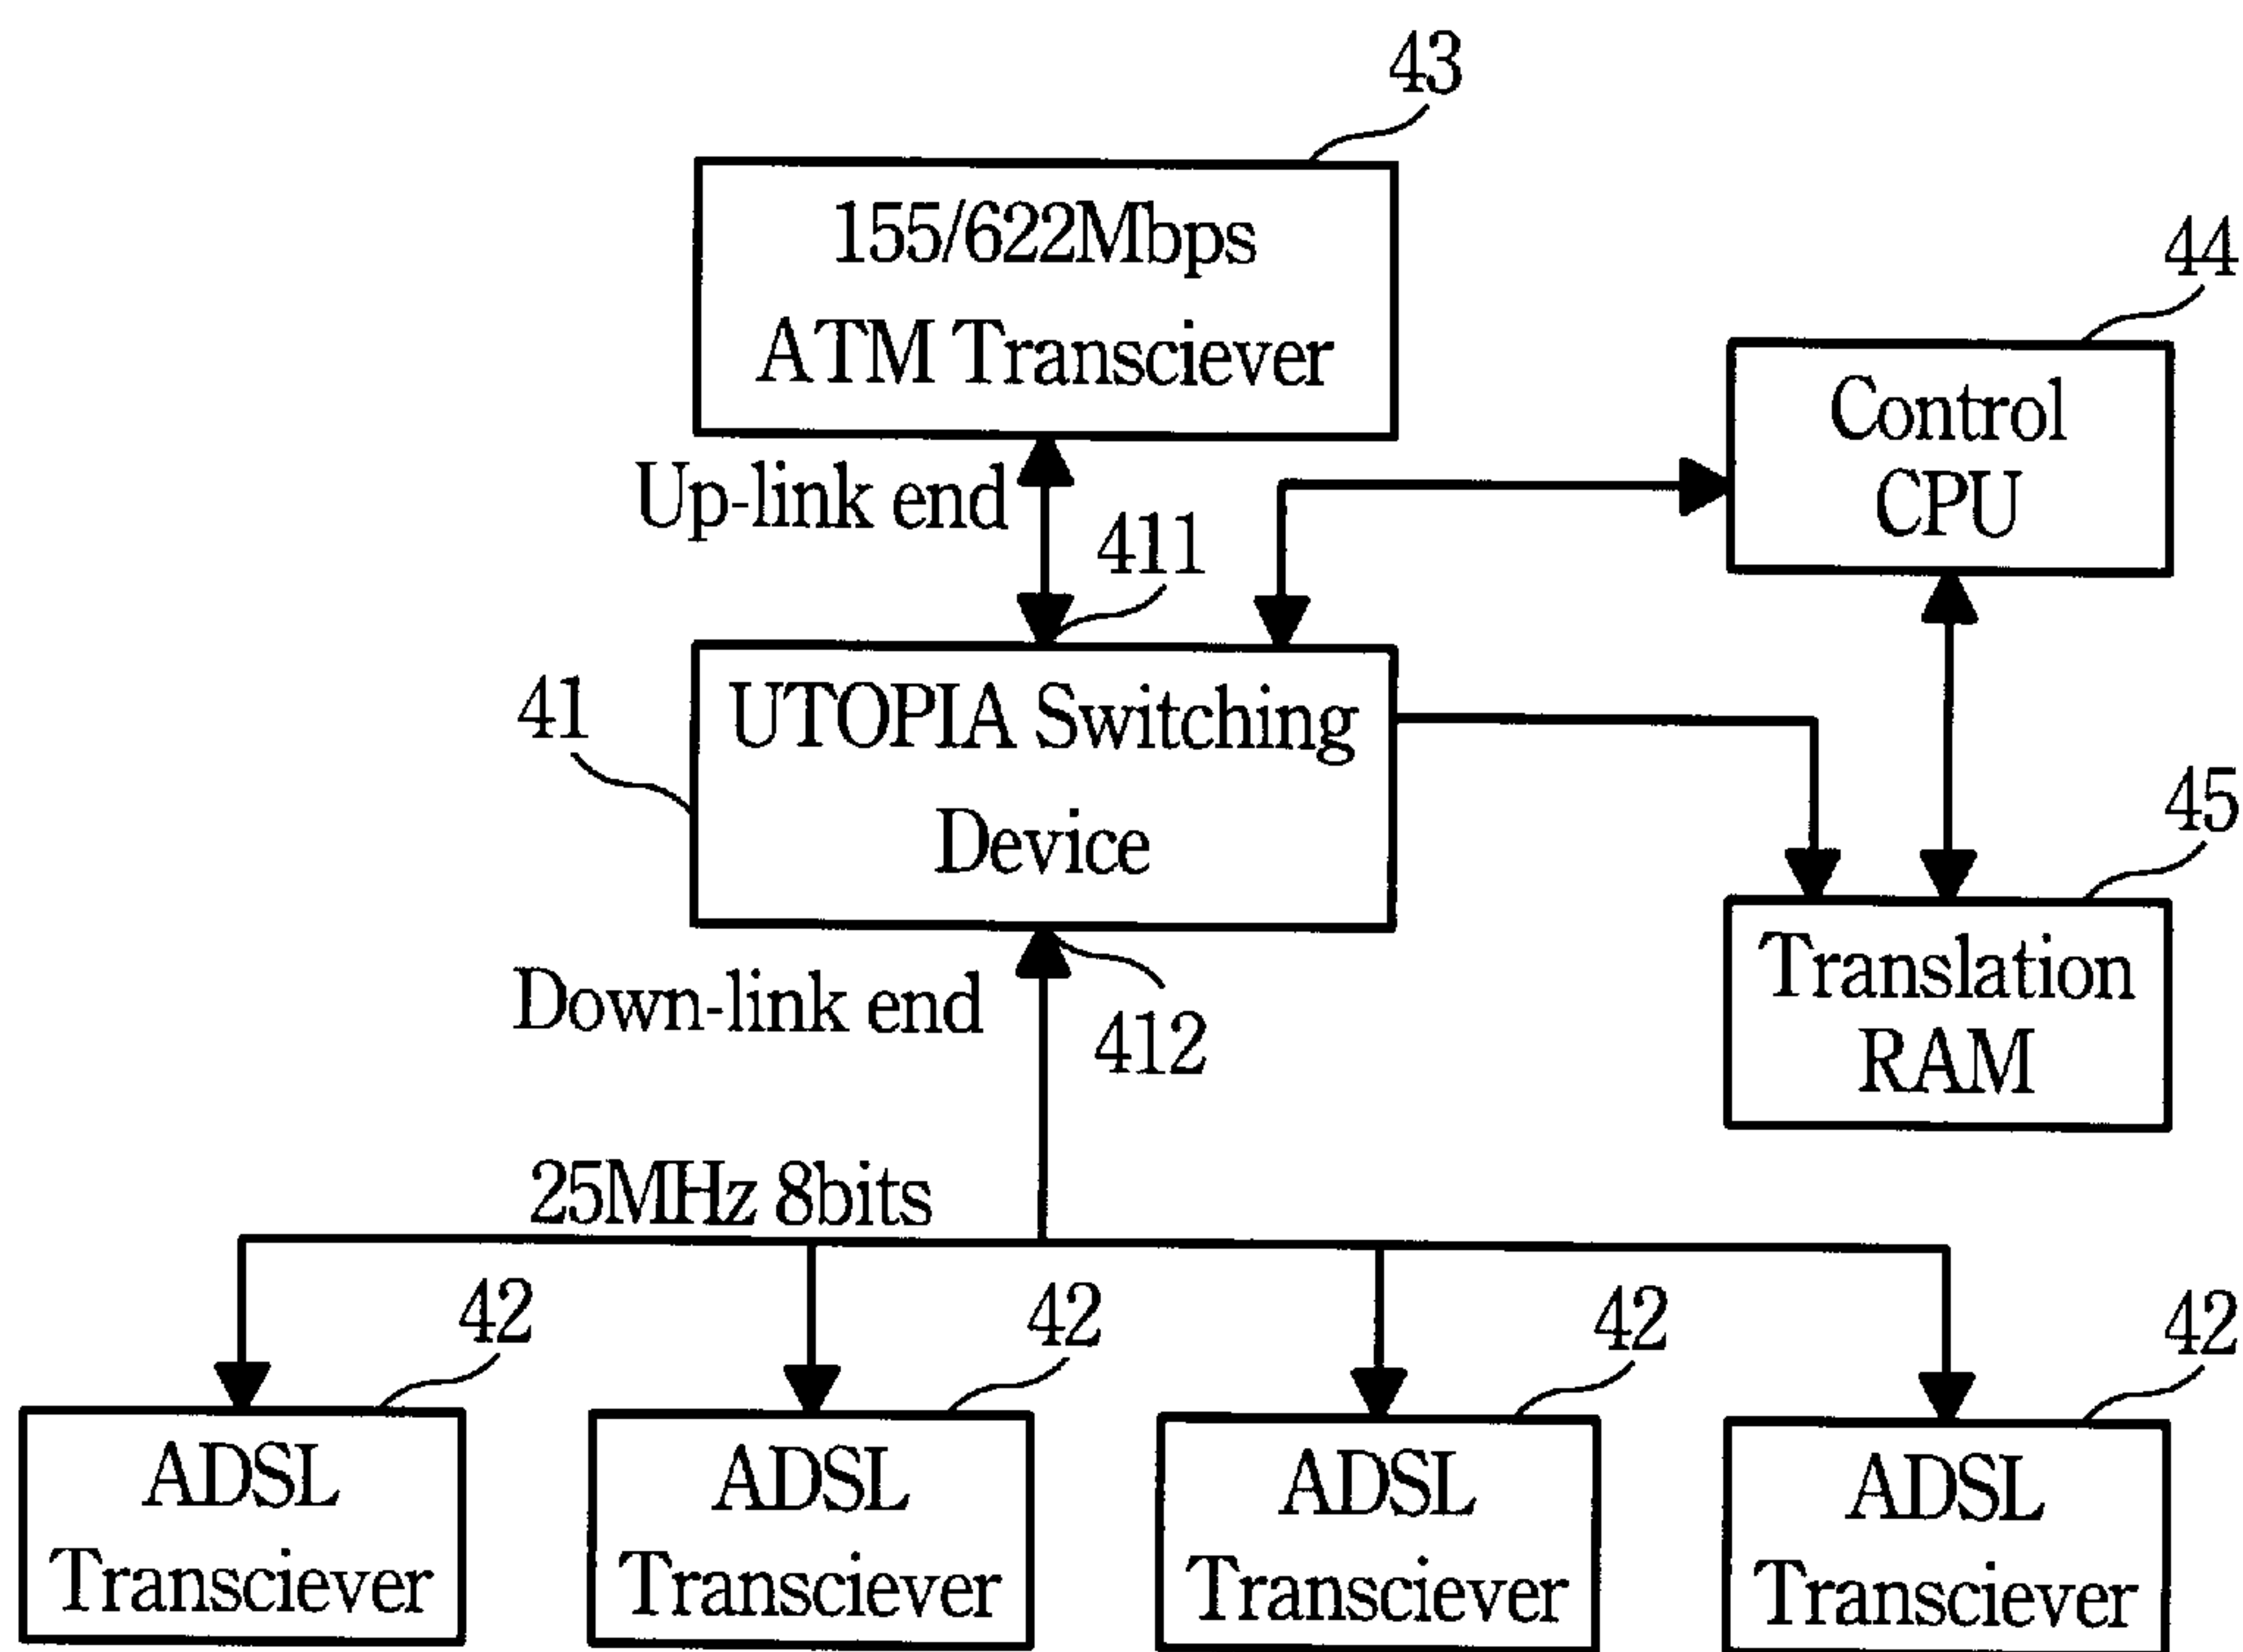 43
155/622Mbps
ATM Transciever
44
Control
CPU
Up-link end
411
41
UTOPIA Switching
Device
45
Translation
RAM
Down-link end
412
25MHz 8bits
42
42
42
42
ADSL
Transciever
ADSL
Transciever
ADSL
Transciever
ADSL
Transciever